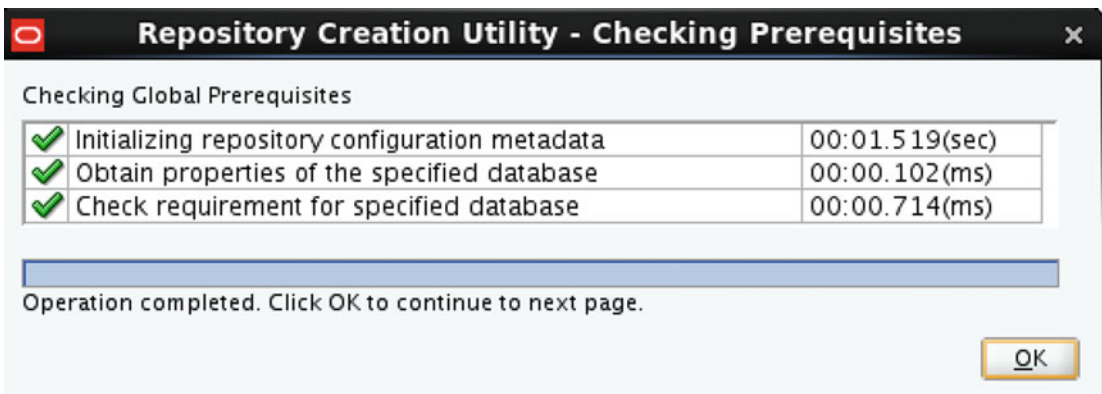 Repository Creation Utility - Checking Prerequisites
Checking Global Prerequisites
Initializing repository configuration metadata 00:01.519(sec)
Obtain properties of the specified database 00:00.102(ms)
Check requirement for specified database 00:00.714(ms)
Operation completed. Click OK to continue to next page.
OK